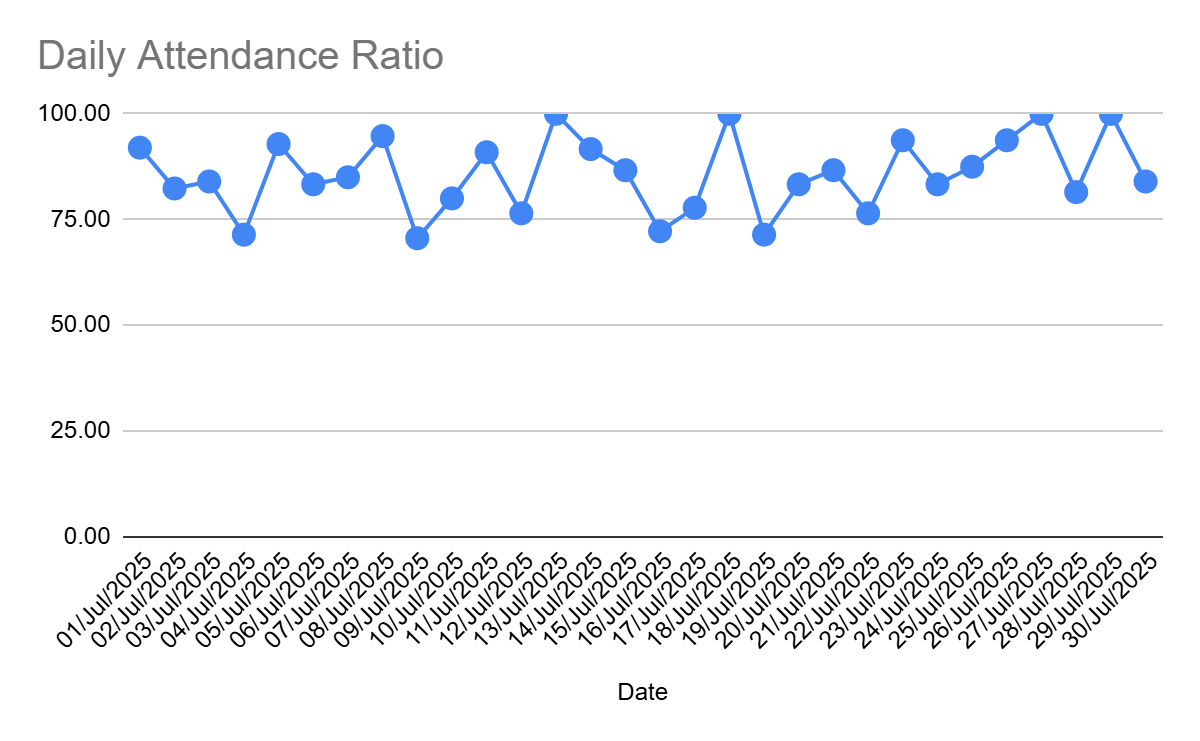 Daily Attendance Ratio
100.00
75.00
50.00
25.00
0.00
01/Jul/2025
02/Jul/2025
03/Jul/2025
04/Jul/2025
05/Jul/2025
06/Jul/2025
07/Jul/2025
08/Jul/2025
09/Jul/2025
10/Jul/2025
11/Jul/2025
12/Jul/2025
13/Jul/2025
14/Jul/2025
15/Jul/2025
16/Jul/2025
17/Jul/2025
18/Jul/2025
19/Jul/2025
20/Jul/2025
21/Jul/2025
22/Jul/2025
23/Jul/2025
24/Jul/2025
25/Jul/2025
26/Jul/2025
27/Jul/2025
28/Jul/2025
29/Jul/2025
30/Jul/2025
Date